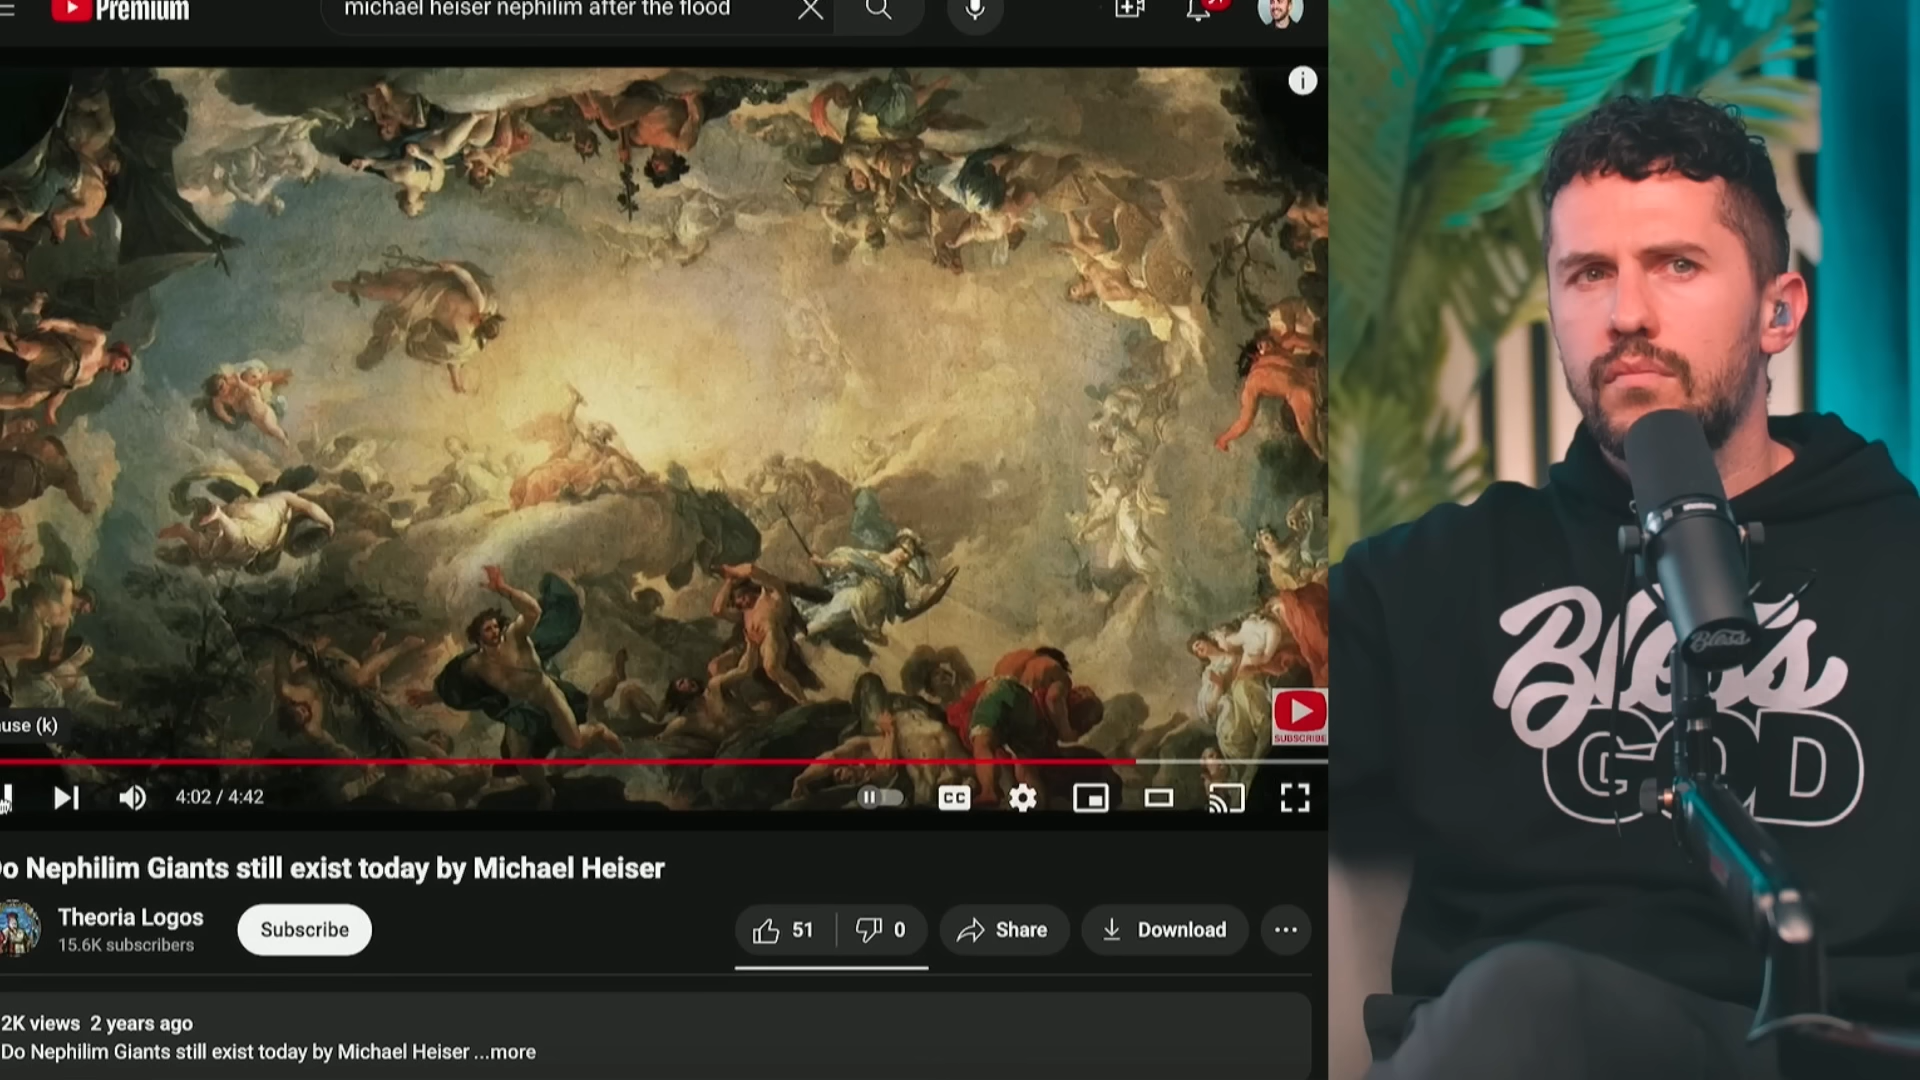 Premium
michael heiser nephilim after the flood
SUBSCRIBE
use (k)
4:02 / 4:42
CC
o Nephilim Giants still exist today by Michael Heiser
Theoria Logos
15.6K subscribers
Subscribe
51
0
Share
Download
2K views 2 years ago
Do Nephilim Giants still exist today by Michael Heiser ...more
Bless
Bless
GOD